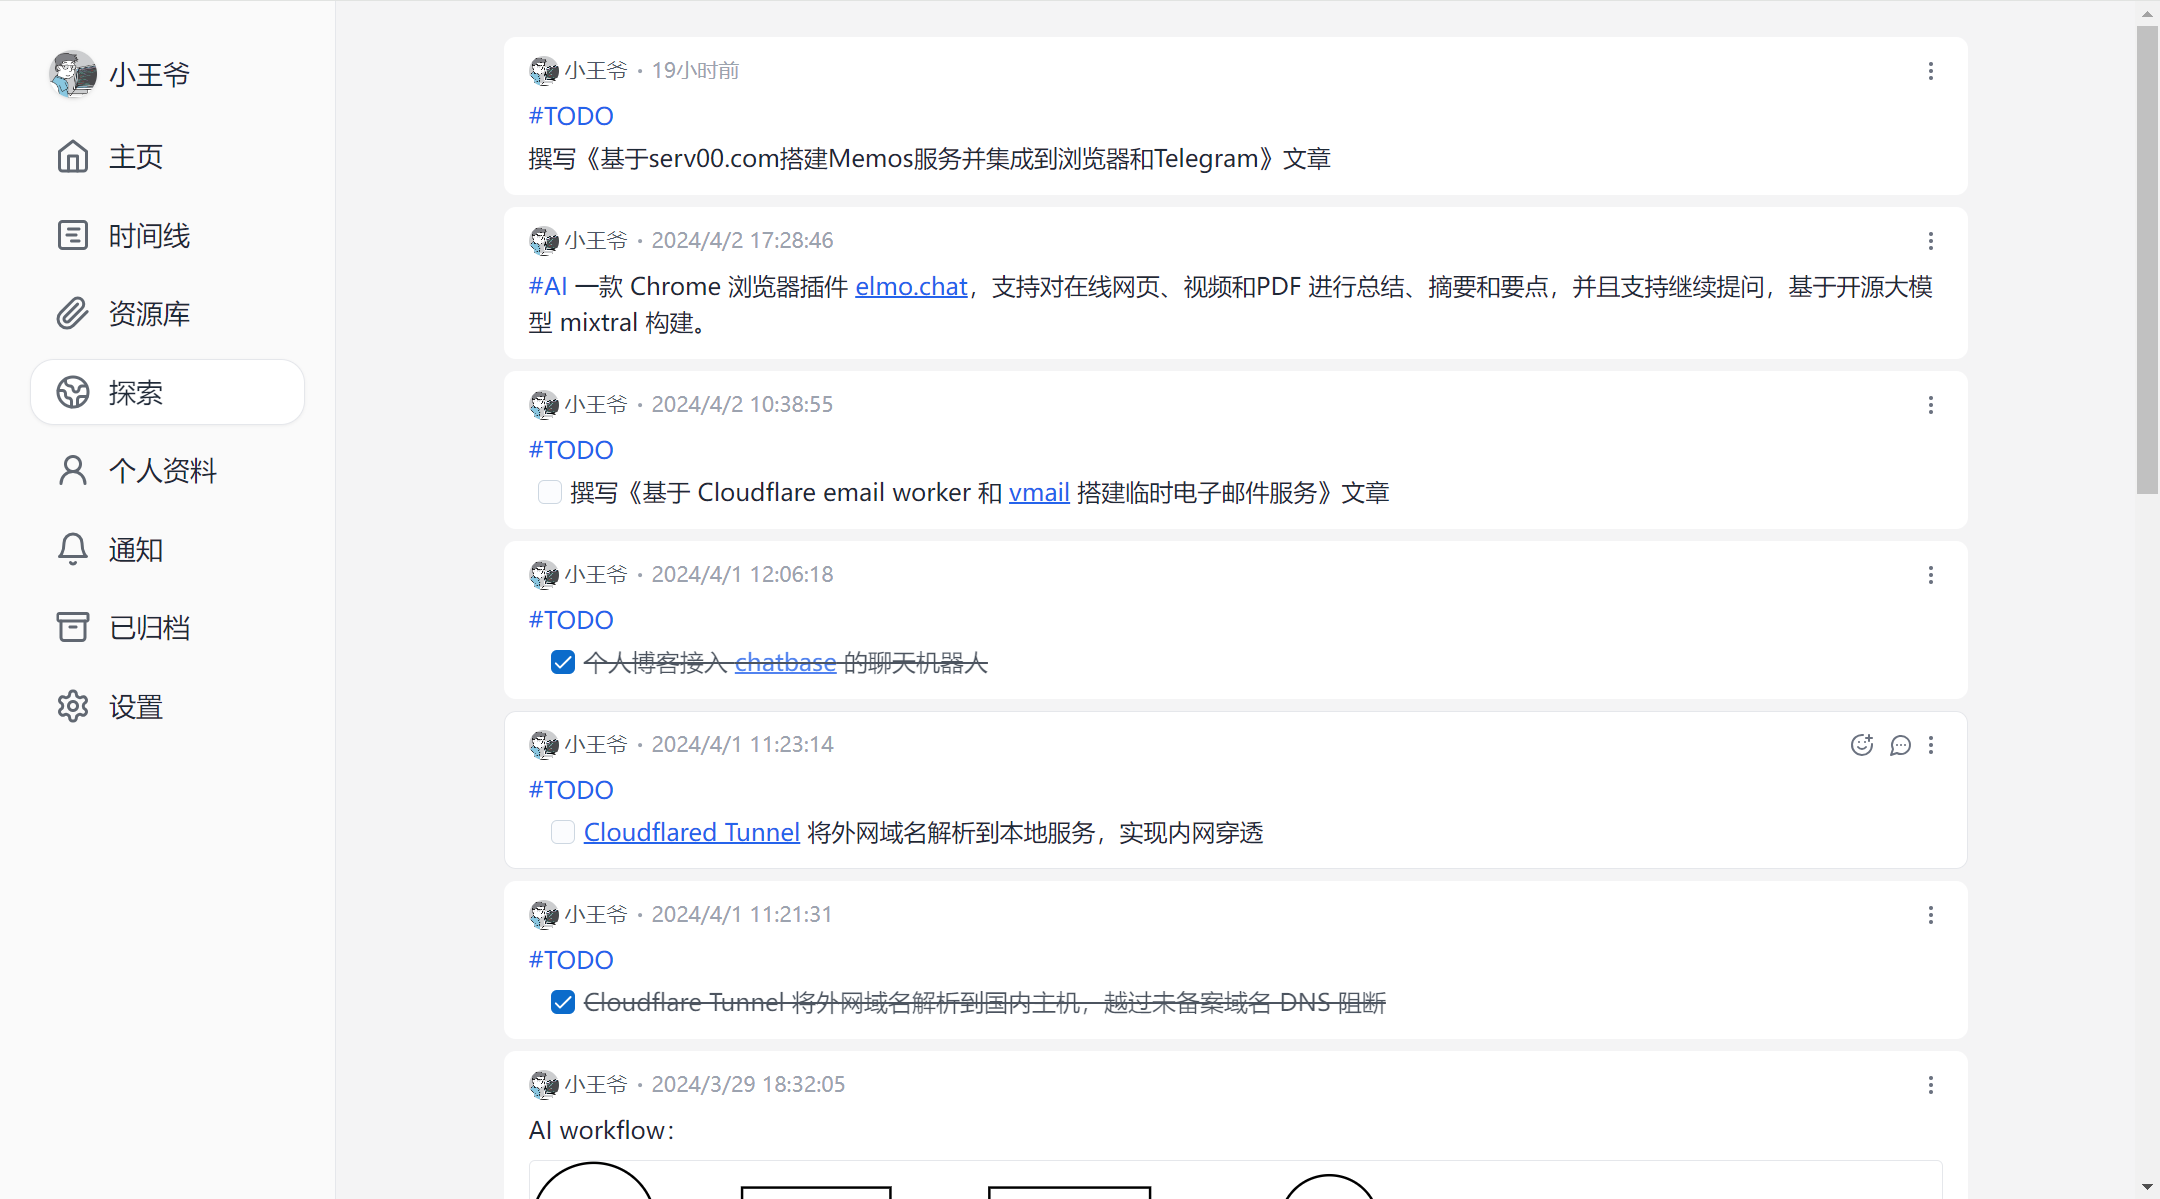 小王爷
主页
时间线
资源库
探索
个人资料
通知
已归档
设置
小王爷 · 19小时前
#TODO
撰写《基于serv00.com搭建Memos服务并集成到浏览器和Telegram》文章
小王爷 · 2024/4/2 17:28:46
#AI 一款 Chrome 浏览器插件 elmo.chat，支持对在线网页、视频和PDF 进行总结、摘要和要点，并且支持继续提问，基于开源大模
型 mixtral 构建。
小王爷 · 2024/4/2 10:38:55
#TODO
撰写《基于 Cloudflare email worker 和 vmail 搭建临时电子邮件服务》文章
小王爷 · 2024/4/1 12:06:18
#TODO
个人博客接入 chatbase 的聊天机器人
小王爷 · 2024/4/1 11:23:14
#TODO
Cloudflared Tunnel 将外网域名解析到本地服务，实现内网穿透
小王爷 · 2024/4/1 11:21:31
#TODO
Cloudflare Tunnel 将外网域名解析到国内主机，越过未备案域名 DNS 阻断
小王爷 · 2024/3/29 18:32:05
AI workflow：